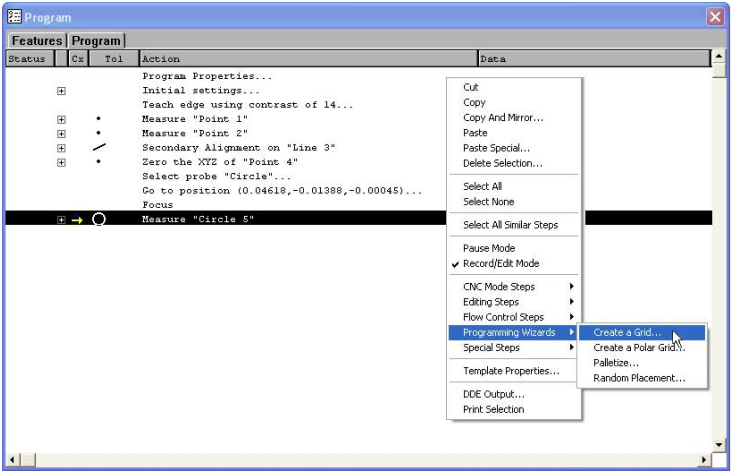 Program
Features Program
Status Cx Tol Action Data
Program Properties...
Initial settings...
Teach edge using contrast of 14...
Measure "Point 1"
Measure "Point 2"
Secondary Alignment on "Line 3"
Zero the XYZ of "Point 4"
Select probe "Circle"...
Go to position (0.04618,-0.01388,-0.00045)...
Focus
Measure "Circle 5"
Cut
Copy
Copy And Mirror...
Paste
Paste Special...
Delete Selection...
Select All
Select None
Select All Similar Steps
Pause Mode
Record/Edit Mode
CNC Mode Steps
Editing Steps
Flow Control Steps
Programming Wizards
Special Steps
Template Properties...
DDE Output...
Print Selection
Create a Grid...
Create a Polar Grid...
Palletize...
Random Placement...